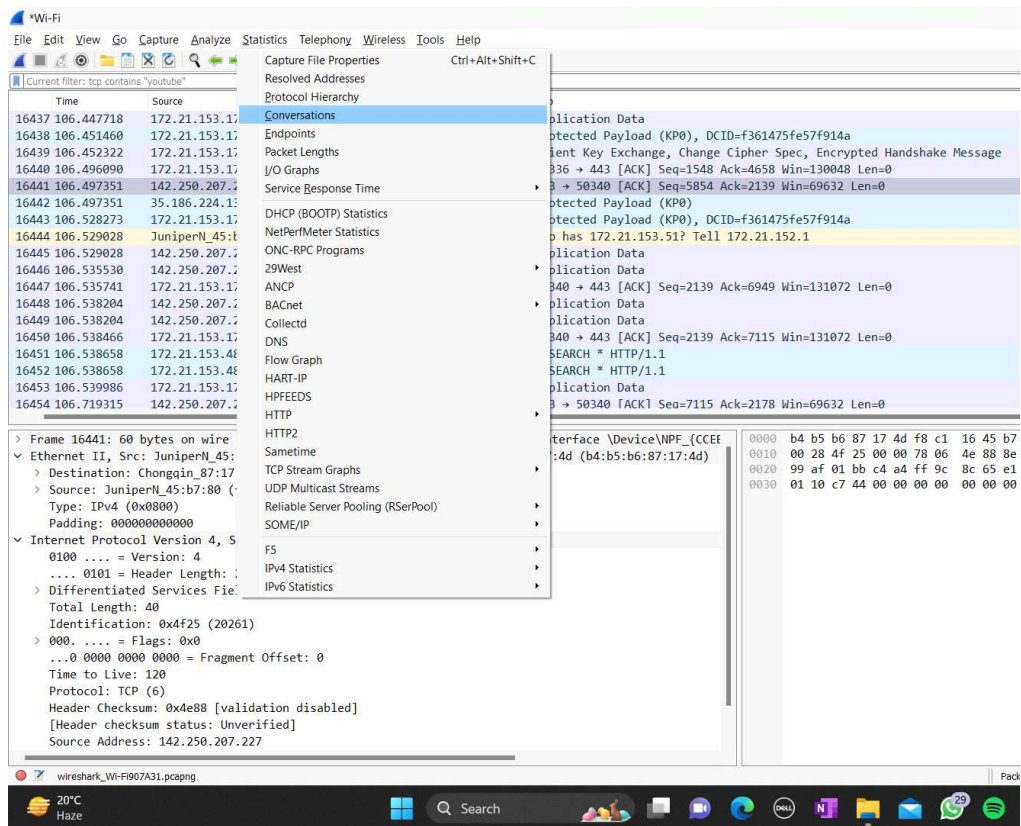 *Wi-Fi
File Edit View Go Capture Analyze Statistics Telephony Wireless Tools Help
Current filter: tcp contains "youtube"
Capture File Properties Ctrl+Alt+Shift+C
Resolved Addresses
Protocol Hierarchy
Conversations
Endpoints
Packet Lengths
I/O Graphs
Service Response Time
DHCP (BOOTP) Statistics
NetPerfMeter Statistics
ONC-RPC Programs
29West
ANCP
BACnet
Collectd
DNS
Flow Graph
HART-IP
HPFEEDS
HTTP
HTTP2
Sametime
TCP Stream Graphs
UDP Multicast Streams
Reliable Server Pooling (RSerPool)
SOME/IP
F5
IPv4 Statistics
IPv6 Statistics
Time Source
16437 106.447718 172.21.153.17 plication Data
16438 106.451460 172.21.153.17 otected Payload (KP0), DCID=f361475fe57f914a
16439 106.452322 172.21.153.17 ient Key Exchange, Change Cipher Spec, Encrypted Handshake Message
16440 106.496090 172.21.153.17 336 → 443 [ACK] Seq=1548 Ack=4658 Win=130048 Len=0
16441 106.497351 142.250.207.2 3 → 50340 [ACK] Seq=5854 Ack=2139 Win=69632 Len=0
16442 106.497351 35.186.224.13 otected Payload (KP0)
16443 106.528273 172.21.153.17 otected Payload (KP0), DCID=f361475fe57f914a
16444 106.529028 JuniperN_45:b o has 172.21.153.51? Tell 172.21.152.1
16445 106.529028 142.250.207.2 plication Data
16446 106.535530 142.250.207.2 plication Data
16447 106.535741 172.21.153.17 340 → 443 [ACK] Seq=2139 Ack=6949 Win=131072 Len=0
16448 106.538204 142.250.207.2 plication Data
16449 106.538204 142.250.207.2 plication Data
16450 106.538466 172.21.153.17 340 → 443 [ACK] Seq=2139 Ack=7115 Win=131072 Len=0
16451 106.538658 172.21.153.48 SEARCH * HTTP/1.1
16452 106.538658 172.21.153.48 SEARCH * HTTP/1.1
16453 106.539986 172.21.153.17 plication Data
16454 106.719315 142.250.207.2 3 → 50340 [ACK] Seq=7115 Ack=2178 Win=69632 Len=0
Frame 16441: 60 bytes on wire terface \Device\NPF_{CCEE
Ethernet II, Src: JuniperN_45: :4d (b4:b5:b6:87:17:4d)
Destination: Chongqin_87:17
Source: JuniperN_45:b7:80 (
Type: IPv4 (0x0800)
Padding: 000000000000
Internet Protocol Version 4, S
0100 .... = Version: 4
.... 0101 = Header Length:
Differentiated Services Fie
Total Length: 40
Identification: 0x4f25 (20261)
000. .... = Flags: 0x0
...0 0000 0000 0000 = Fragment Offset: 0
Time to Live: 120
Protocol: TCP (6)
Header Checksum: 0x4e88 [validation disabled]
[Header checksum status: Unverified]
Source Address: 142.250.207.227
0000 b4 b5 b6 87 17 4d f8 c1 16 45 b7
0010 00 28 4f 25 00 00 78 06 4e 88 8e
0020 99 af 01 bb c4 a4 ff 9c 8c 65 e1
0030 01 10 c7 44 00 00 00 00 00 00 00
wireshark_Wi-Fi907A31.pcapng Pack
20°C
Haze
Search
DELL
N
29